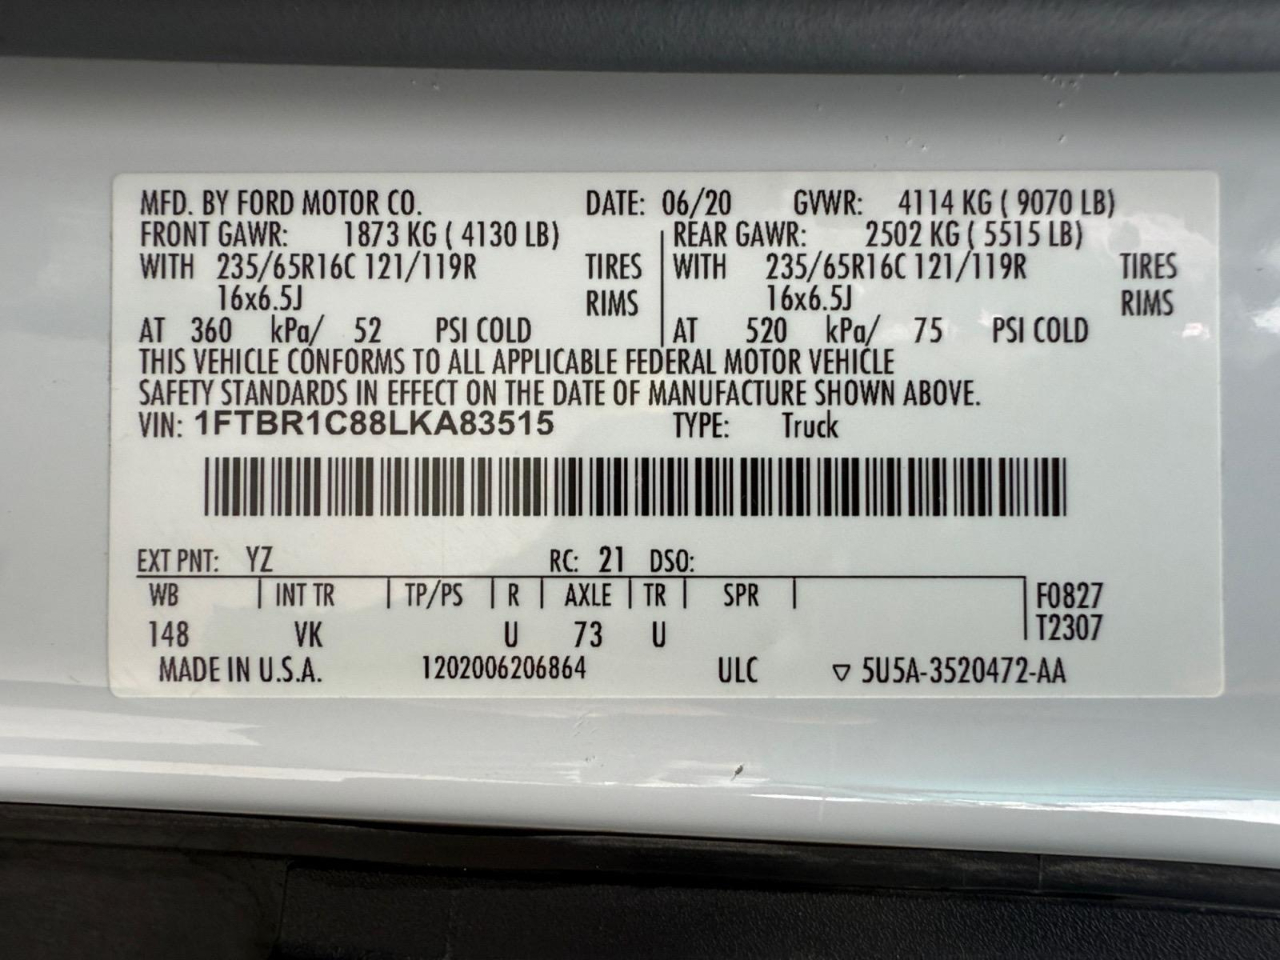 MFD. BY FORD MOTOR CO. DATE: 06/20 GVWR: 4114 KG ( 9070 LB)
FRONT GAWR: 1873 KG ( 4130 LB) REAR GAWR: 2502 KG ( 5515 LB)
WITH 235/65R16C 121/119R TIRES WITH 235/65R16C 121/119R TIRES
16x6.5J RIMS 16x6.5J RIMS
AT 360 kPa/ 52 PSI COLD AT 520 kPa/ 75 PSI COLD
THIS VEHICLE CONFORMS TO ALL APPLICABLE FEDERAL MOTOR VEHICLE
SAFETY STANDARDS IN EFFECT ON THE DATE OF MANUFACTURE SHOWN ABOVE.
VIN: 1FTBR1C88LKA83515 TYPE: Truck
EXT PNT: YZ RC: 21 DSO:
WB INT TR TP/PS R AXLE TR SPR F0827
148 VK U 73 U T2307
MADE IN U.S.A. 1202006206864 ULC ▽ 5U5A-3520472-AA